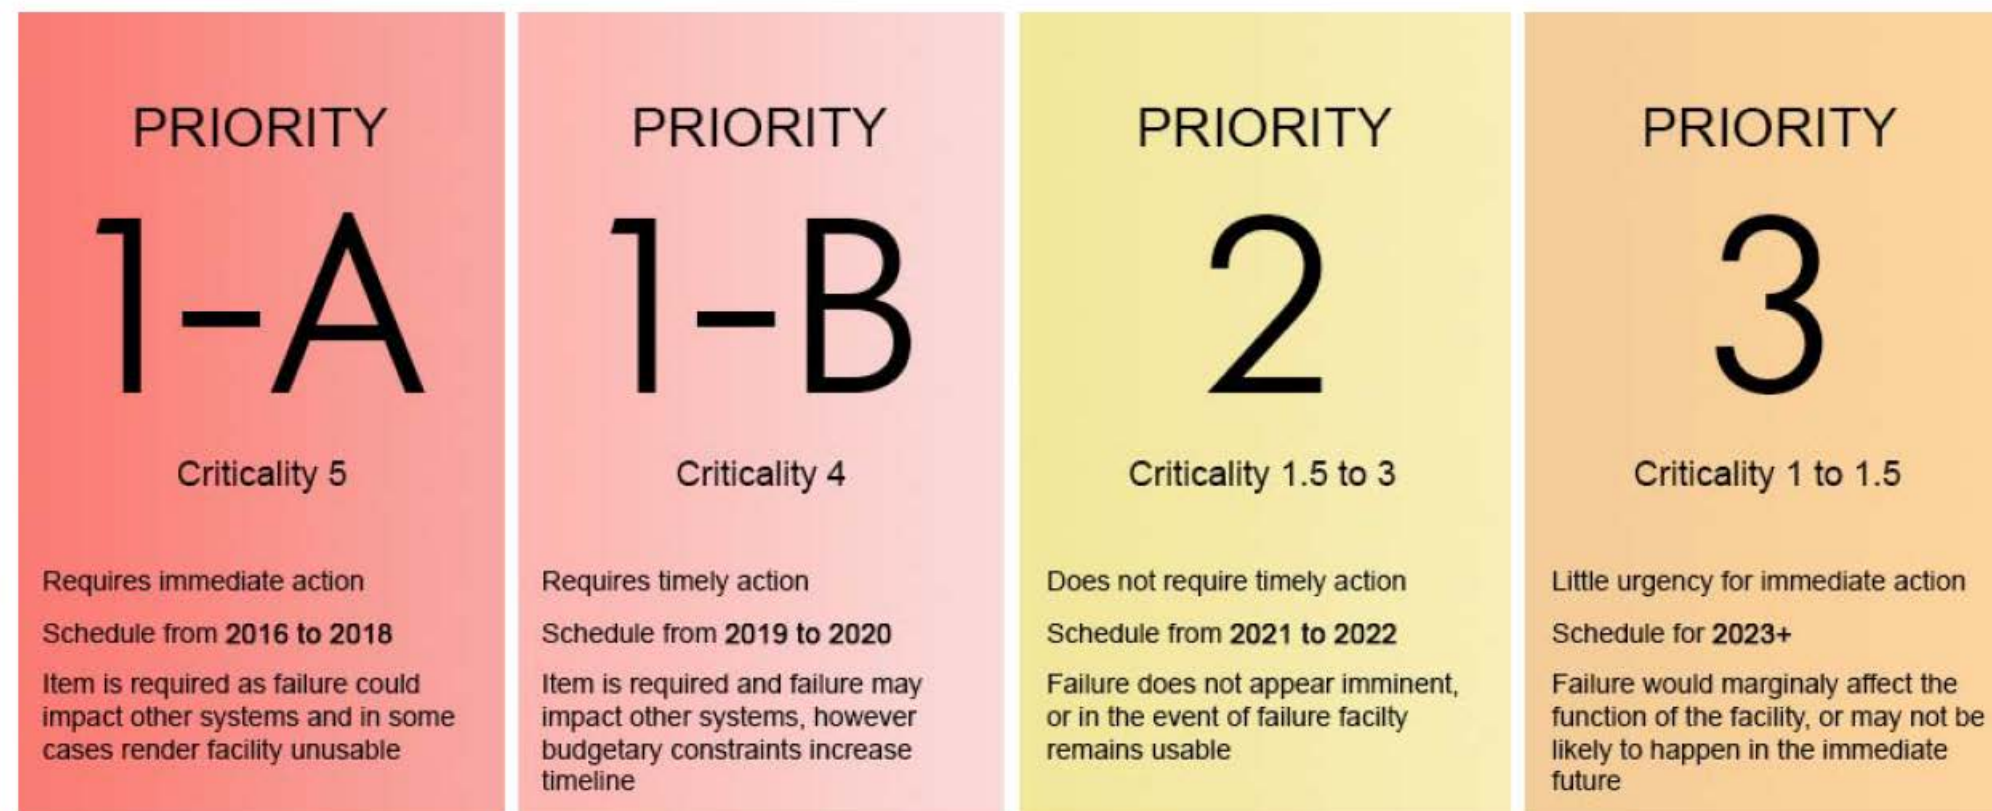 PRIORITY
1-A
Criticality 5
Requires immediate action
Schedule from 2016 to 2018
Item is required as failure could
impact other systems and in some
cases render facility unusable
PRIORITY
1-B
Criticality 4
Requires timely action
Schedule from 2019 to 2020
Item is required and failure may
impact other systems, however
budgetary constraints increase
timeline
PRIORITY
2
Criticality 1.5 to 3
Does not require timely action
Schedule from 2021 to 2022
Failure does not appear imminent,
or in the event of failure facilty
remains usable
PRIORITY
3
Criticality 1 to 1.5
Little urgency for immediate action
Schedule for 2023+
Failure would marginaly affect the
function of the facility, or may not be
likely to happen in the immediate
future